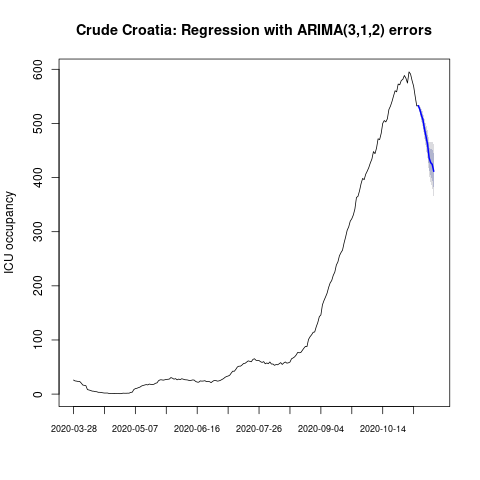 Crude Croatia: Regression with ARIMA(3,1,2) errors
ICU occupancy
600
500
400
300
200
100
0
2020-03-28 2020-05-07 2020-06-16 2020-07-26 2020-09-04 2020-10-14